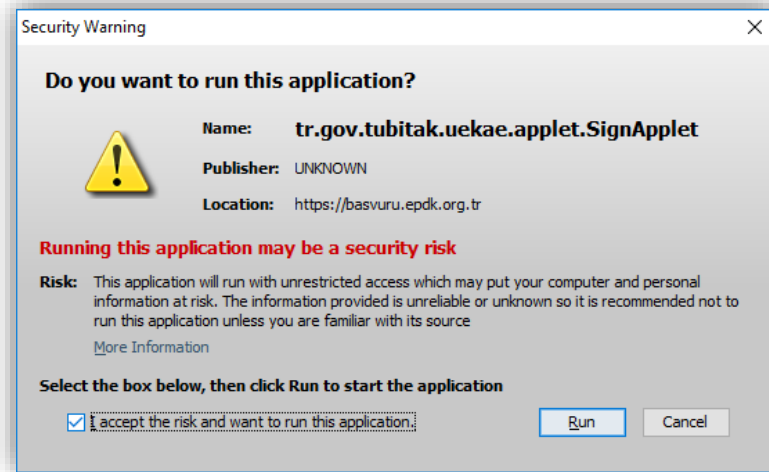 Security Warning
Do you want to run this application?
Name: tr.gov.tubitak.uekae.applet.SignApplet
Publisher: UNKNOWN
Location: https://basvuru.epdk.org.tr
Running this application may be a security risk
Risk: This application will run with unrestricted access which may put your computer and personal
information at risk. The information provided is unreliable or unknown so it is recommended not to
run this application unless you are familiar with its source
More Information
Select the box below, then click Run to start the application
I accept the risk and want to run this application.
Run Cancel